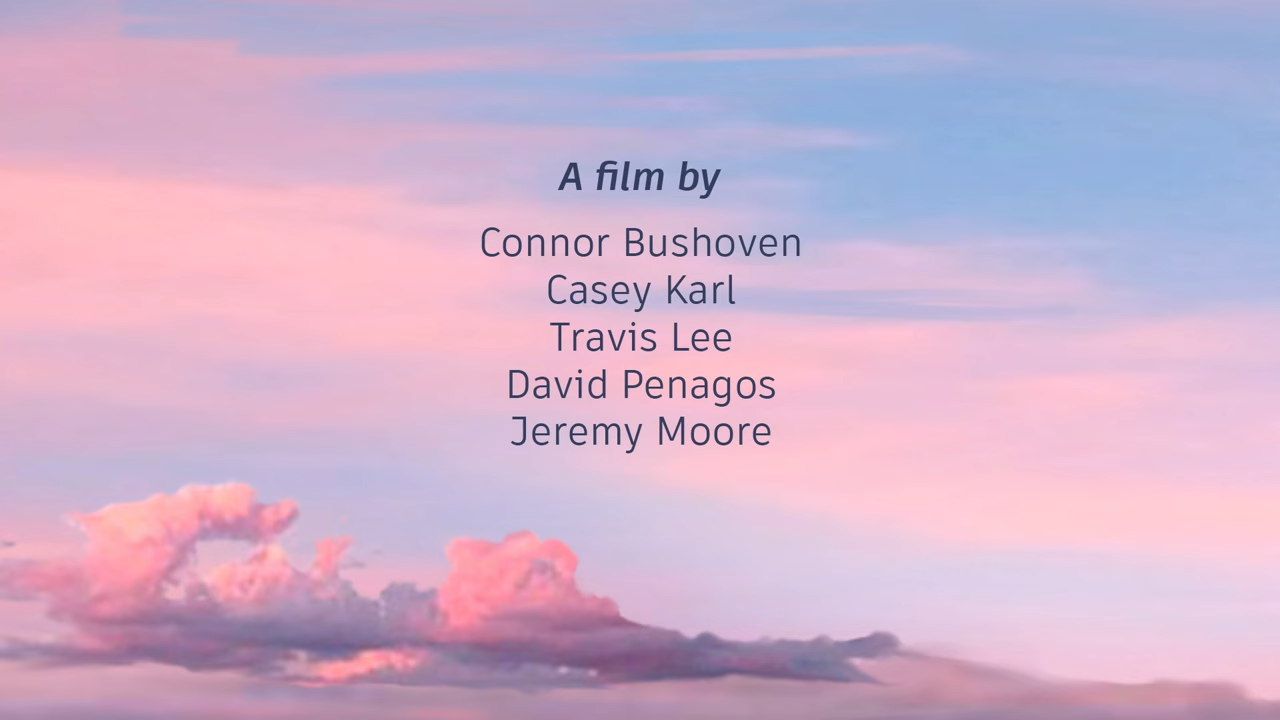 A film by
Connor Bushoven
Casey Karl
Travis Lee
David Penagos
Jeremy Moore